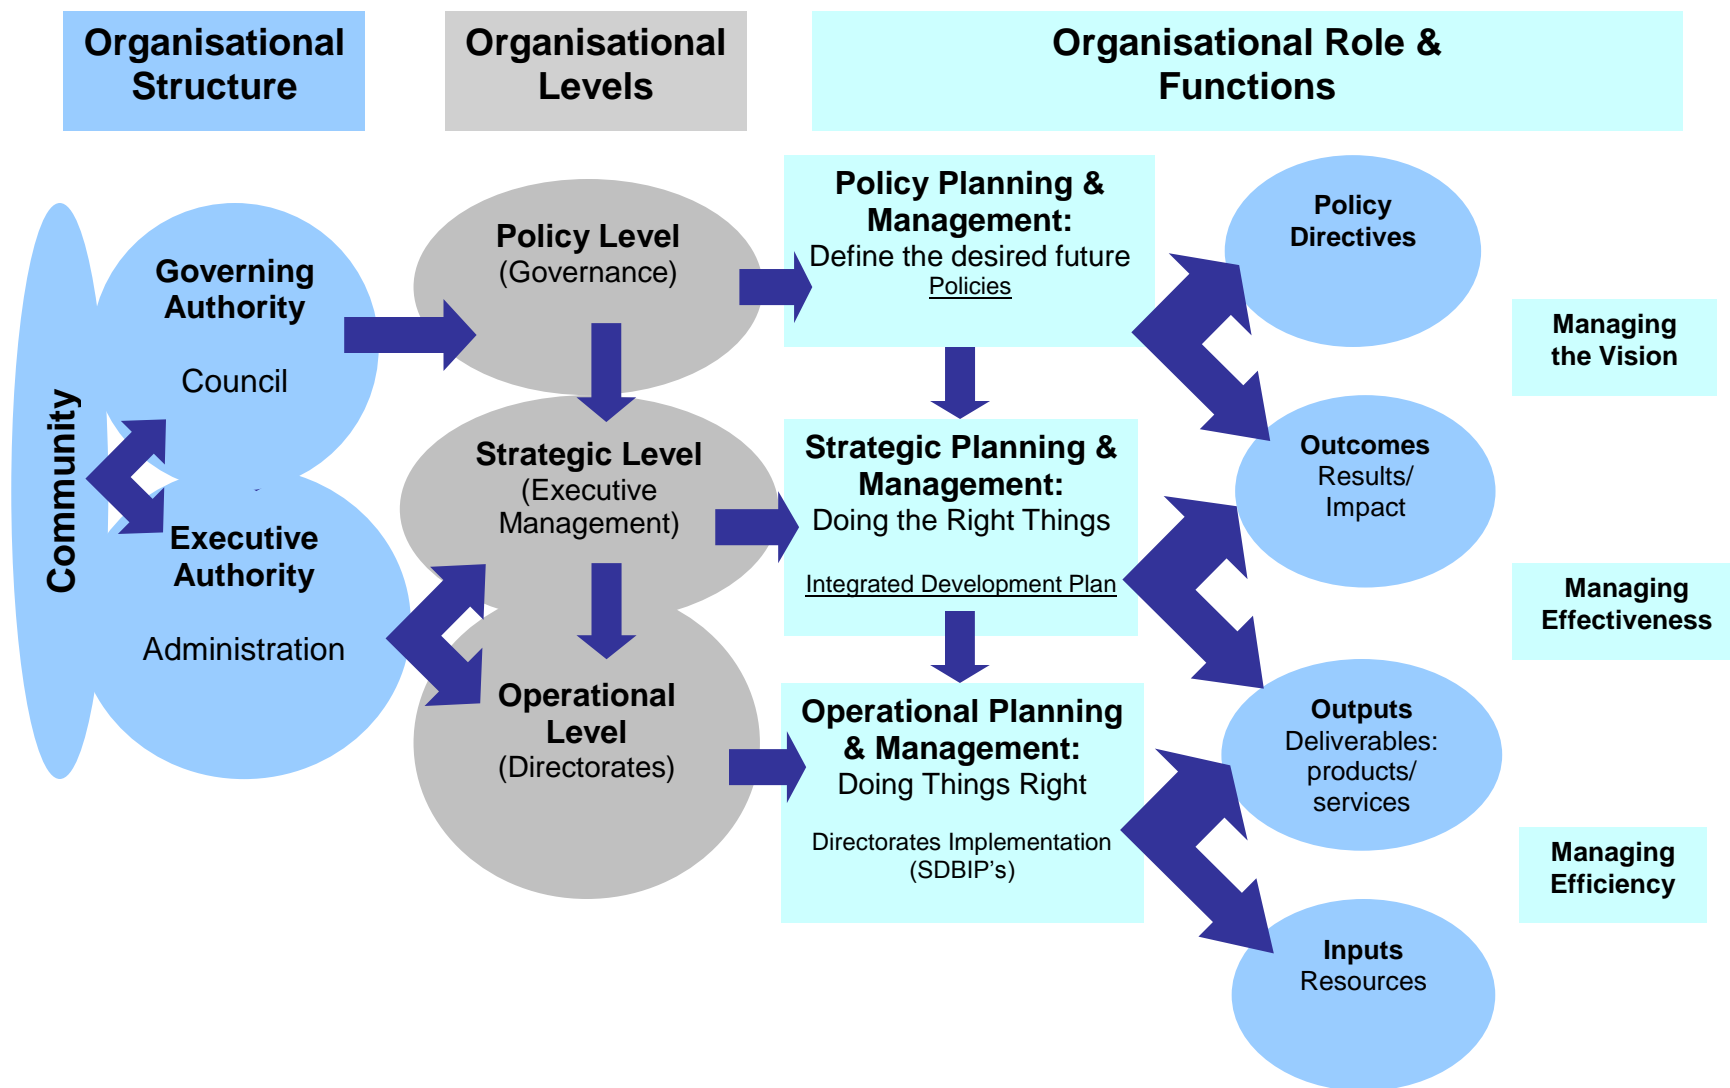 Organisational
Structure
Organisational
Levels
Organisational Role &
Functions
Community
Governing
Authority
Council
Executive
Authority
Administration
Policy Level
(Governance)
Strategic Level
(Executive
Management)
Operational
Level
(Directorates)
Policy Planning &
Management:
Define the desired future
Policies
Strategic Planning &
Management:
Doing the Right Things
Integrated Development Plan
Operational Planning
& Management:
Doing Things Right
Directorates Implementation
(SDBIP's)
Policy
Directives
Outcomes
Results/
Impact
Outputs
Deliverables:
products/
services
Inputs
Resources
Managing
the Vision
Managing
Effectiveness
Managing
Efficiency